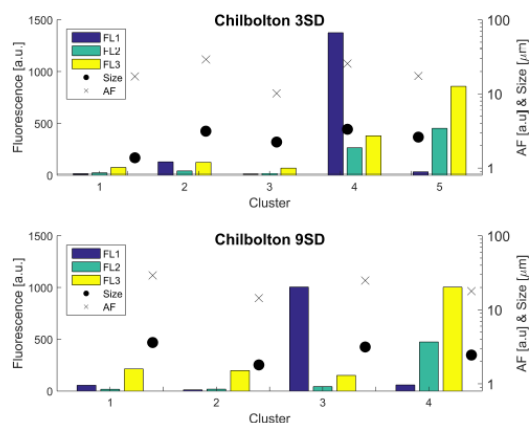 Chilbolton 3SD
1500
1000
500
0
Fluorescence [a.u.]
FL1
FL2
FL3
Size
AF
100
10
1
AF [a.u] & Size [μm]
1 2 3 4 5
Cluster
Chilbolton 9SD
1500
1000
500
0
Fluorescence [a.u.]
FL1
FL2
FL3
Size
AF
100
10
1
AF [a.u] & Size [μm]
1 2 3 4
Cluster